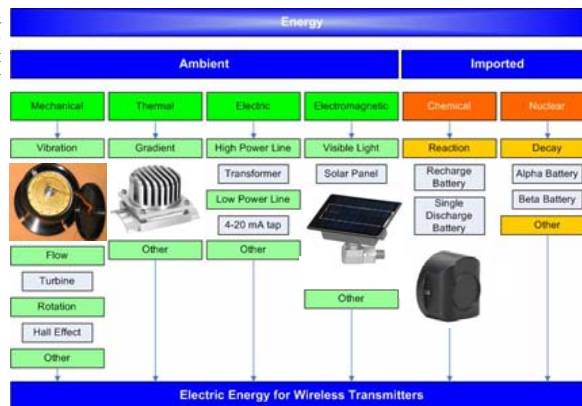 Energy
Ambient
Imported
Mechanical
Thermal
Electric
Electromagnetic
Chemical
Nuclear
Vibration
Gradient
High Power Line
Visible Light
Reaction
Decay
Transformer
Solar Panel
Recharge
Battery
Alpha Battery
Low Power Line
Single
Discharge
Battery
Beta Battery
4-20 mA tap
Other
Other
Other
Flow
Turbine
Other
Rotation
Hall Effect
Other
Electric Energy for Wireless Transmitters